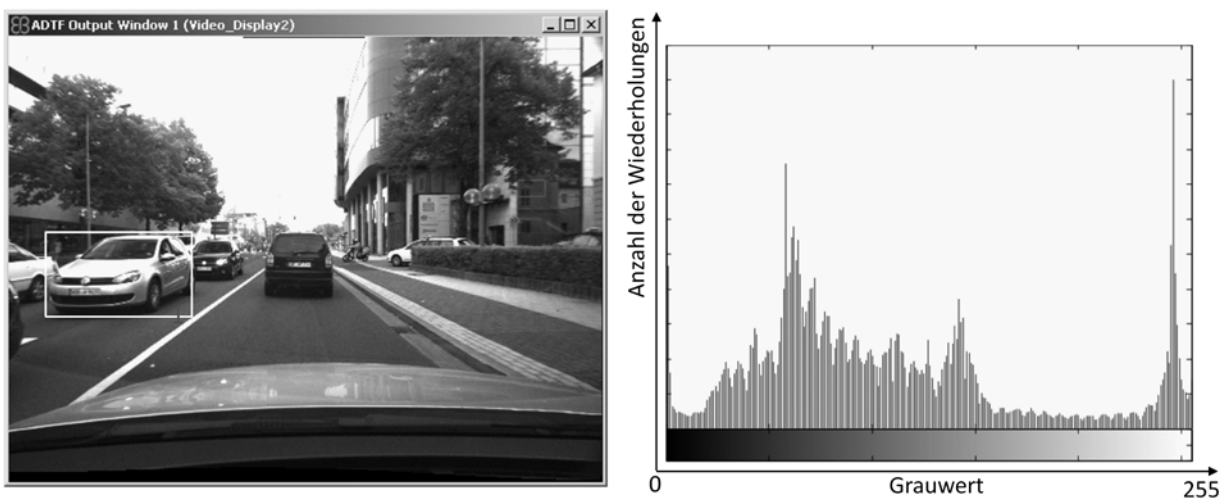 ADTF Output Window 1 (Video_Display2)
Anzahl der Wiederholungen
0
Grauwert
255